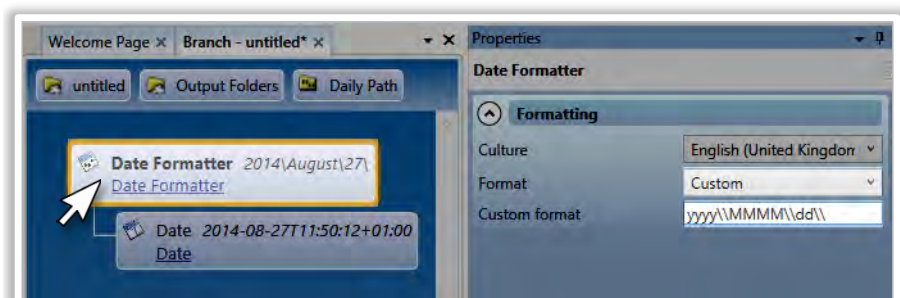 Welcome Page × Branch - untitled* ×
untitled Output Folders Daily Path
Date Formatter 2014\August\27\
Date Formatter
Date 2014-08-27T11:50:12+01:00
Date
Properties
Date Formatter
Formatting
Culture English (United Kingdom
Format Custom
Custom format yyyy\\MMMM\\dd\\